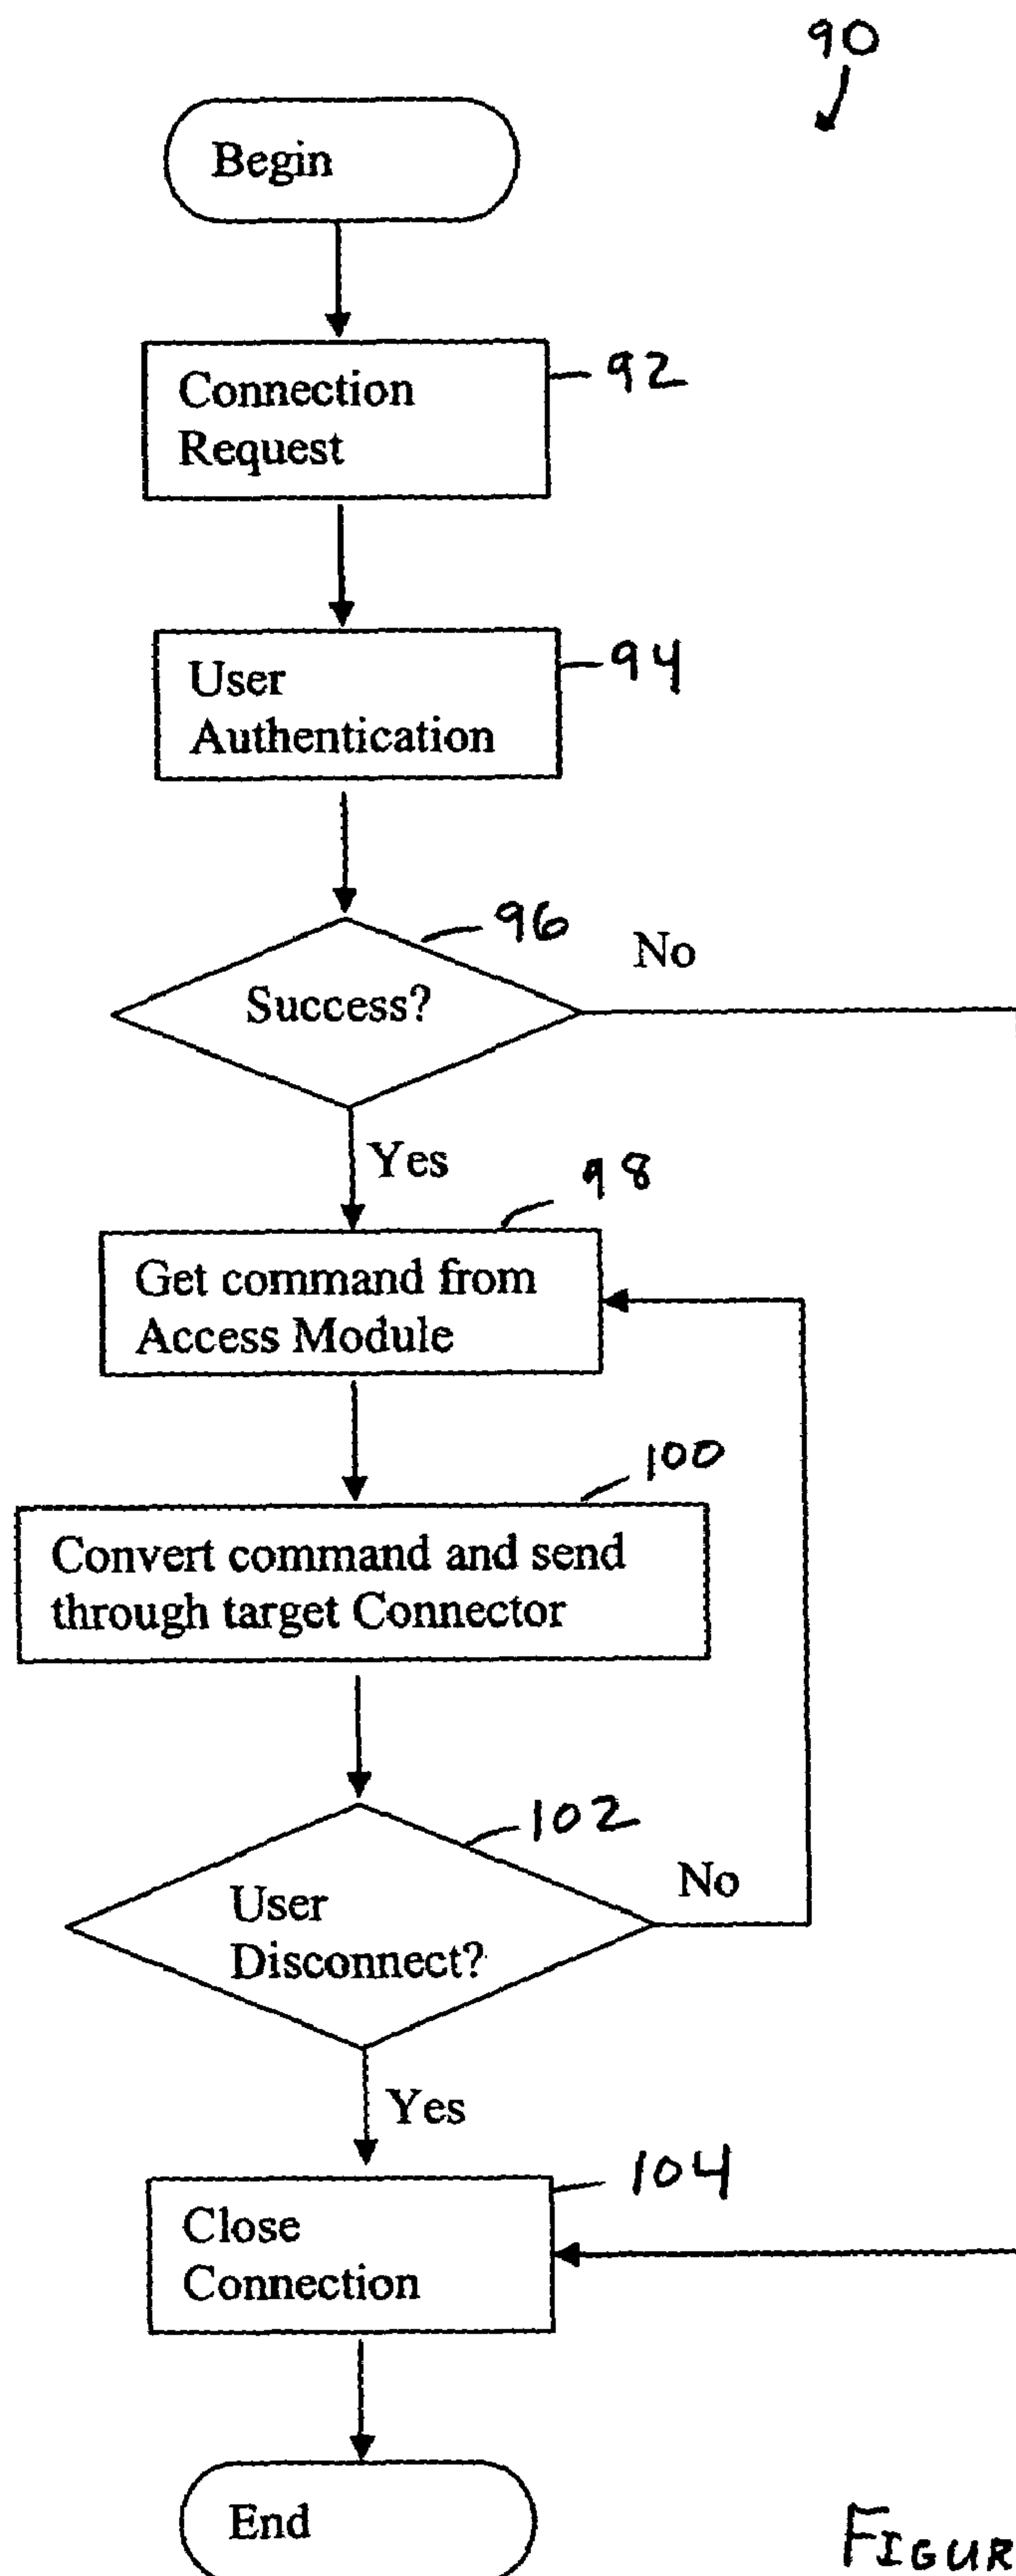 90
Begin
Connection
Request
92
User
Authentication
94
96
Success?
No
Yes
98
Get command from
Access Module
100
Convert command and send
through target Connector
102
User
Disconnect?
No
Yes
104
Close
Connection
End
FIGUR